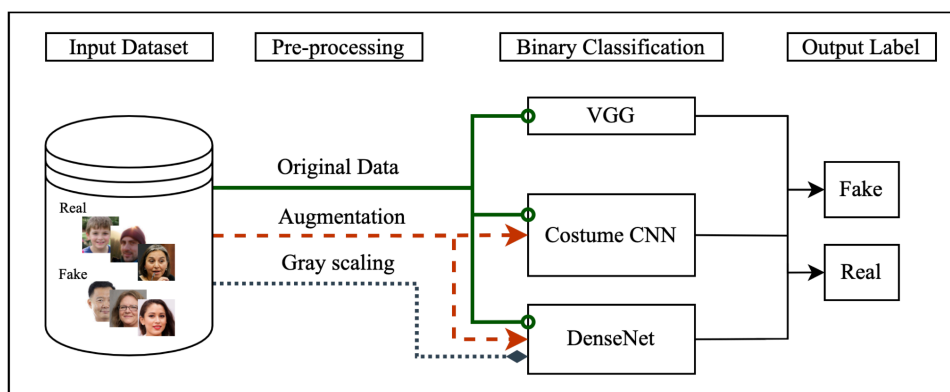 Input Dataset
Pre-processing
Binary Classification
Output Label
VGG
Original Data
Fake
Real
Augmentation
Costume CNN
Gray scaling
Real
Fake
DenseNet